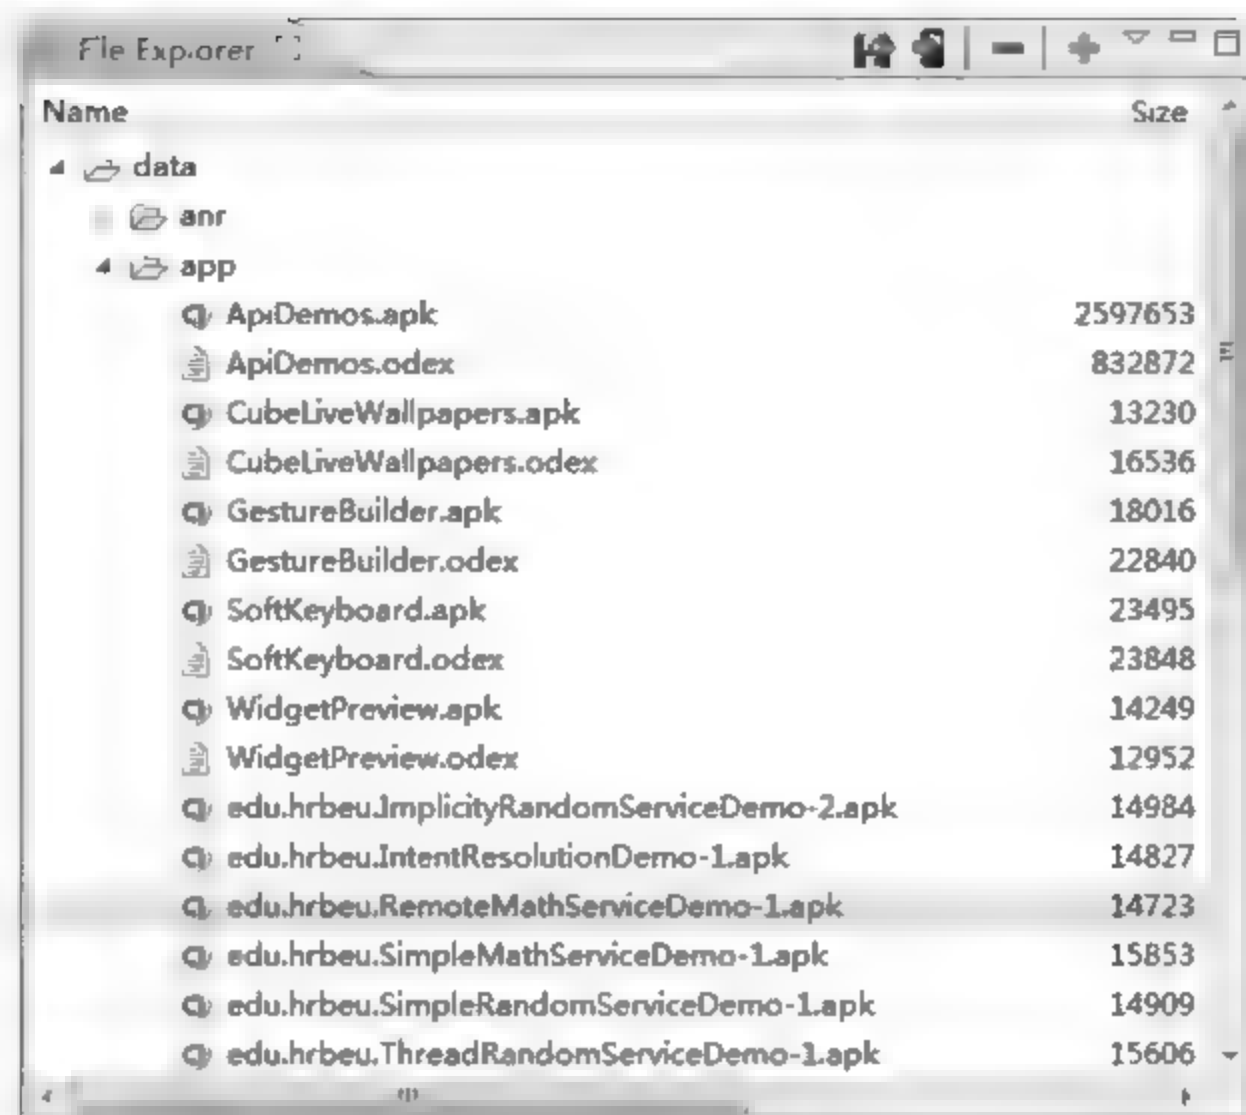 File Explorer
Name Size
data
anr
app
ApiDemos.apk 2597653
ApiDemos.odex 832872
CubeLiveWallpapers.apk 13230
CubeLiveWallpapers.odex 16536
GestureBuilder.apk 18016
GestureBuilder.odex 22840
SoftKeyboard.apk 23495
SoftKeyboard.odex 23848
WidgetPreview.apk 14249
WidgetPreview.odex 12952
edu.hrbeu.ImplicityRandomServiceDemo-2.apk 14984
edu.hrbeu.IntentResolutionDemo-1.apk 14827
edu.hrbeu.RemoteMathServiceDemo-1.apk 14723
edu.hrbeu.SimpleMathServiceDemo-1.apk 15853
edu.hrbeu.SimpleRandomServiceDemo-1.apk 14909
edu.hrbeu.ThreadRandomServiceDemo-1.apk 15606